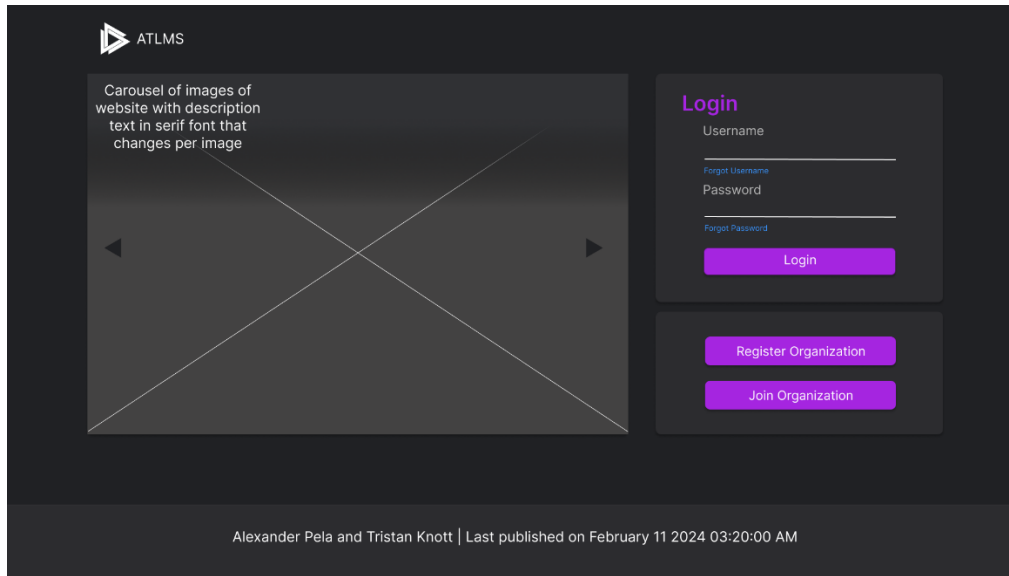 ATLMS
Carousel of images of
website with description
text in serif font that
changes per image
Login
Username
Forgot Username
Password
Forgot Password
Login
Register Organization
Join Organization
Alexander Pela and Tristan Knott | Last published on February 11 2024 03:20:00 AM